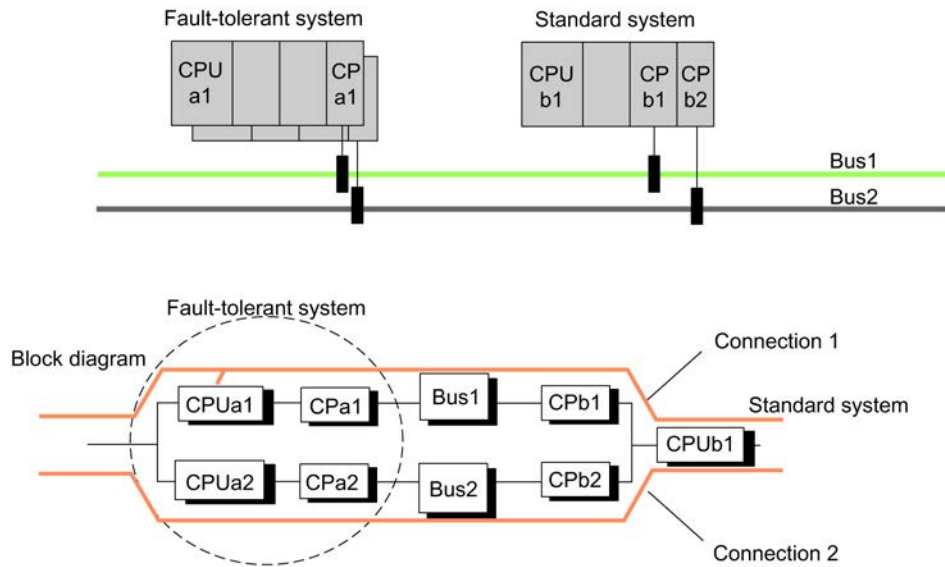 Fault-tolerant system
Standard system
CPU
a1
CP
a1
CPU
b1
CP
b1
CP
b2
Bus1
Bus2
Fault-tolerant system
Block diagram
Connection 1
CPUa1
CPa1
Bus1
CPb1
Standard system
CPUb1
CPUa2
CPa2
Bus2
CPb2
Connection 2